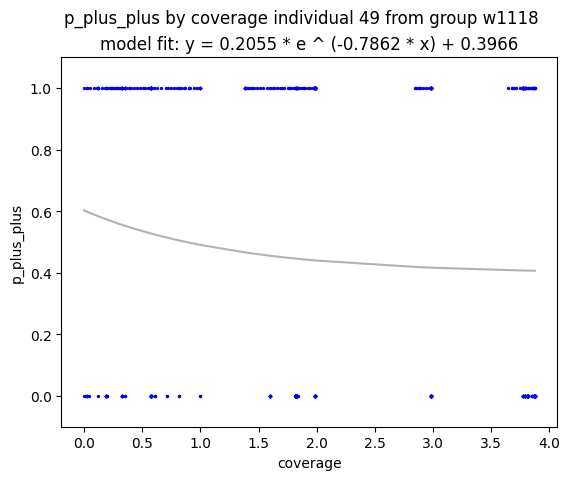 p_plus_plus by coverage individual 49 from group w1118
model fit: y = 0.2055 * e ^ (-0.7862 * x) + 0.3966
1.0
0.8
0.6
0.4
0.2
0.0
p_plus_plus
0.0 0.5 1.0 1.5 2.0 2.5 3.0 3.5 4.0
coverage